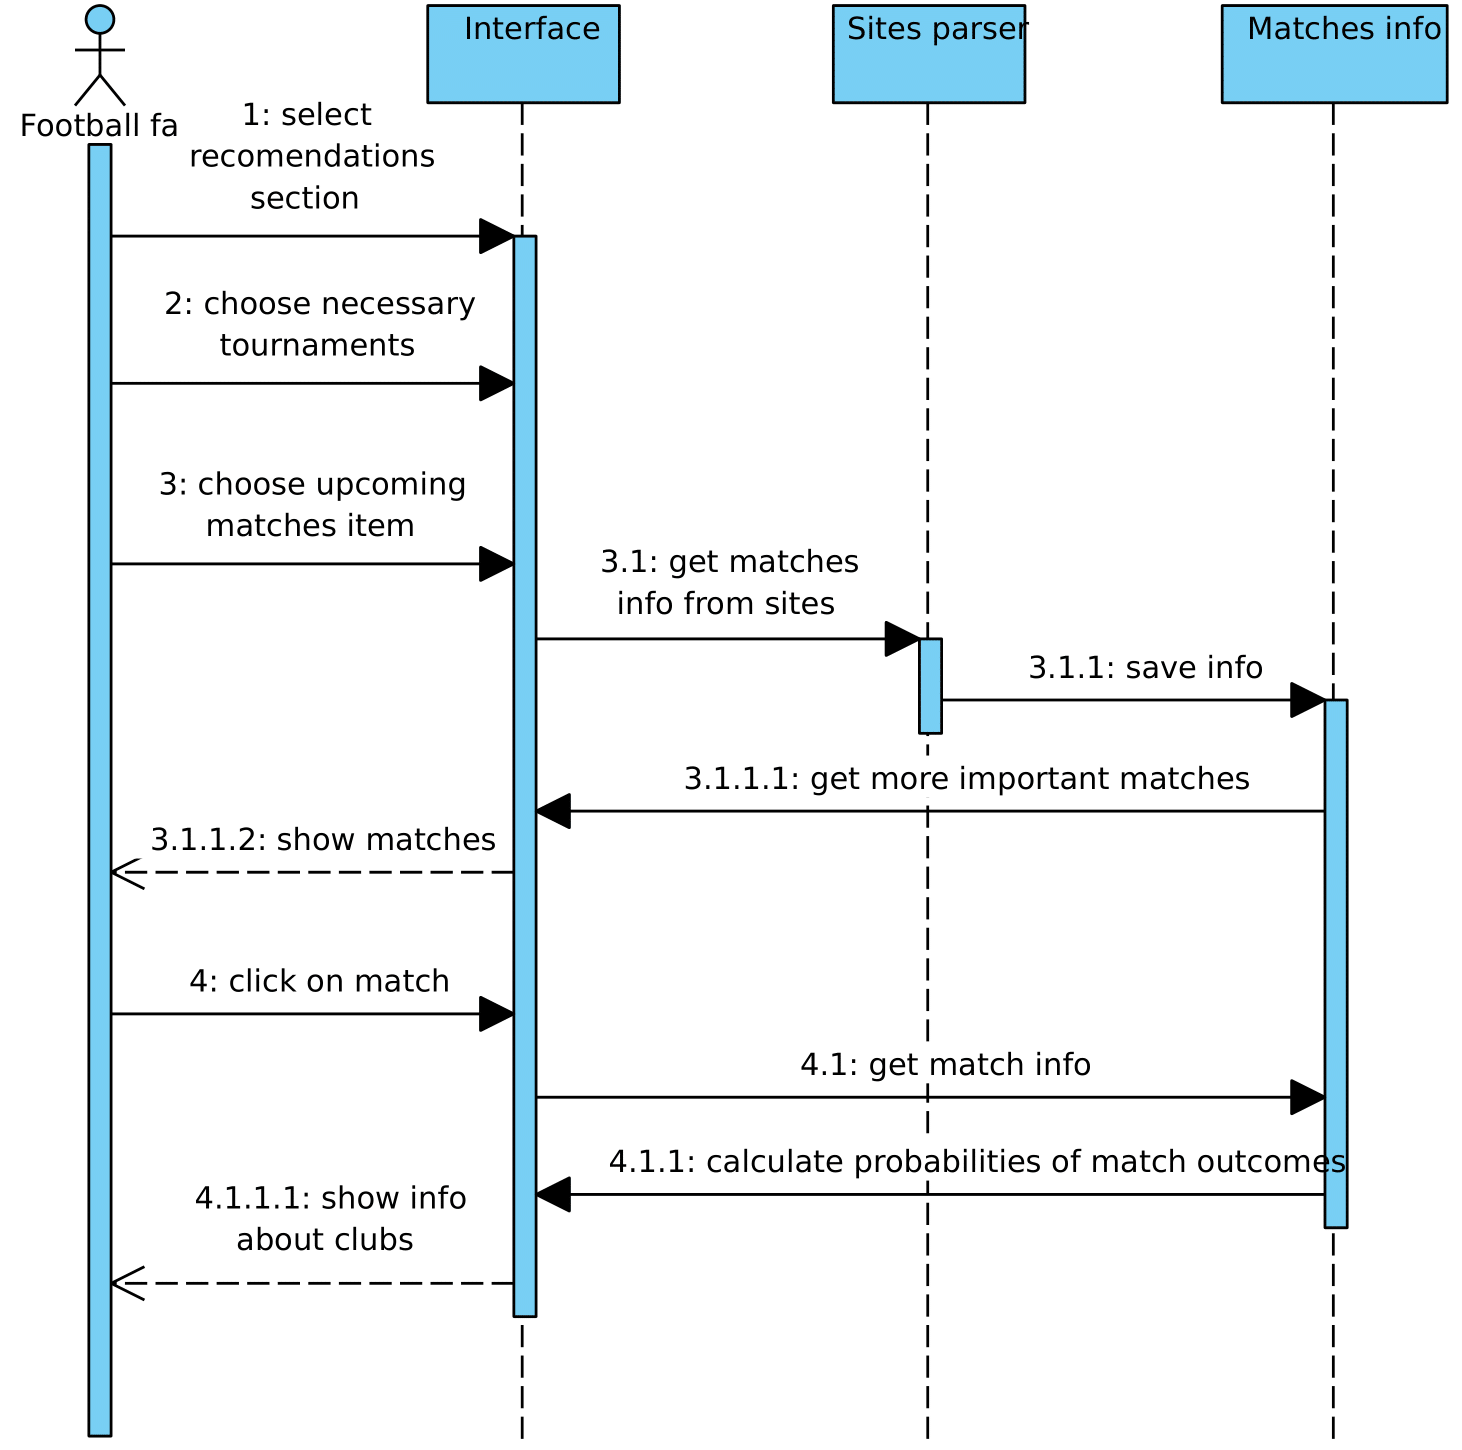 Interface
Sites parser
Matches info
Football fa
1: select
recomendations
section
2: choose necessary
tournaments
3: choose upcoming
matches item
3.1: get matches
info from sites
3.1.1: save info
3.1.1.1: get more important matches
3.1.1.2: show matches
4: click on match
4.1: get match info
4.1.1: calculate probabilities of match outcomes
4.1.1.1: show info
about clubs